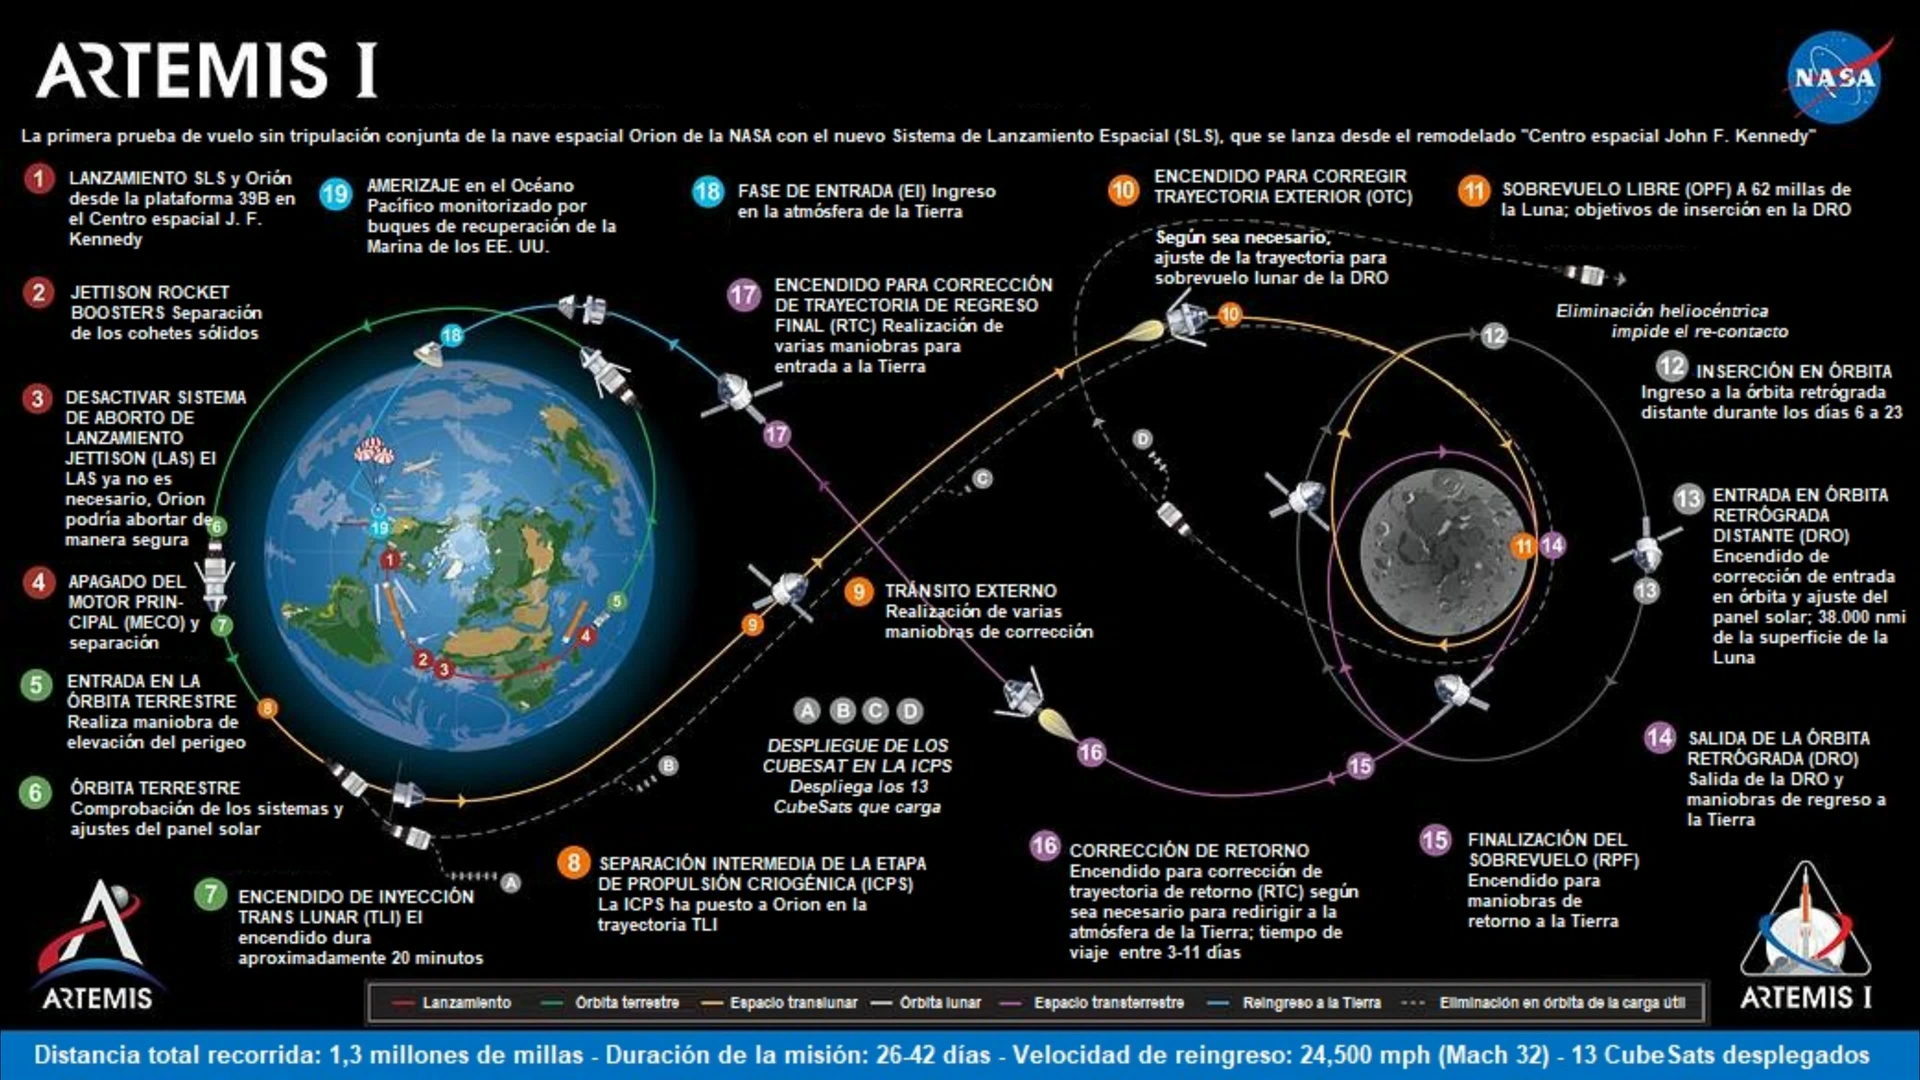 ARTEMIS I
NASA
La primera prueba de vuelo sin tripulación conjunta de la nave espacial Orion de la NASA con el nuevo Sistema de Lanzamiento Espacial (SLS), que se lanza desde el remodelado "Centro espacial John F. Kennedy"
1
LANZAMIENTO SLS y Orión
desde la plataforma 39B en
el Centro espacial J. F.
Kennedy
19
AMERIZAJE en el Océano
Pacífico monitorizado por
buques de recuperación de la
Marina de los EE. UU.
18
FASE DE ENTRADA (EI) Ingreso
en la atmósfera de la Tierra
10
ENCENDIDO PARA CORREGIR
TRAYECTORIA EXTERIOR (OTC)
Según sea necesario,
ajuste de la trayectoria para
sobrevuelo lunar de la DRO
11
SOBREVUELO LIBRE (OPF) A 62 millas de
la Luna; objetivos de inserción en la DRO
2
JETTISON ROCKET
BOOSTERS Separación
de los cohetes sólidos
17
ENCENDIDO PARA CORRECCIÓN
DE TRAYECTORIA DE REGRESO
FINAL (RTC) Realización de
varias maniobras para
entrada a la Tierra
Eliminación heliocéntrica
impide el re-contacto
12
INSERCIÓN EN ÓRBITA
Ingreso a la órbita retrógrada
distante durante los días 6 a 23
3
DESACTIVAR SISTEMA
DE ABORTO DE
LANZAMIENTO
JETTISON (LAS) El
LAS ya no es
necesario, Orion
podría abortar de
manera segura
13
ENTRADA EN ÓRBITA
RETRÓGRADA
DISTANTE (DRO)
Encendido de
corrección de entrada
en órbita y ajuste del
panel solar; 38.000 nmi
de la superficie de la
Luna
4
APAGADO DEL
MOTOR PRIN-
CIPAL (MECO) y
separación
9
TRÁNSITO EXTERNO
Realización de varias
maniobras de corrección
5
ENTRADA EN LA
ÓRBITA TERRESTRE
Realiza maniobra de
elevación del perigeo
A B C D
DESPLIEGUE DE LOS
CUBESAT EN LA ICPS
Despliega los 13
CubeSats que carga
14
SALIDA DE LA ÓRBITA
RETRÓGRADA (DRO)
Salida de la DRO y
maniobras de regreso a
la Tierra
6
ÓRBITA TERRESTRE
Comprobación de los sistemas y
ajustes del panel solar
7
ENCENDIDO DE INYECCIÓN
TRANS LUNAR (TLI) El
encendido dura
aproximadamente 20 minutos
8
SEPARACIÓN INTERMEDIA DE LA ETAPA
DE PROPULSIÓN CRIOGÉNICA (ICPS)
La ICPS ha puesto a Orion en la
trayectoria TLI
16
CORRECCIÓN DE RETORNO
Encendido para corrección de
trayectoria de retorno (RTC) según
sea necesario para redirigir a la
atmósfera de la Tierra; tiempo de
viaje entre 3-11 días
15
FINALIZACIÓN DEL
SOBREVUELO (RPF)
Encendido para
maniobras de
retorno a la Tierra
18
10
12
17
C
D
6
19
1
11
14
5
13
7
9
4
2
3
8
B
16
15
A
ARTEMIS
ARTEMIS I
Lanzamiento
Órbita terrestre
Espacio translunar
Órbita lunar
Espacio transterrestre
Reingreso a la Tierra
Eliminación en órbita de la carga útil
Distancia total recorrida: 1,3 millones de millas - Duración de la misión: 26-42 días - Velocidad de reingreso: 24,500 mph (Mach 32) - 13 CubeSats desplegados